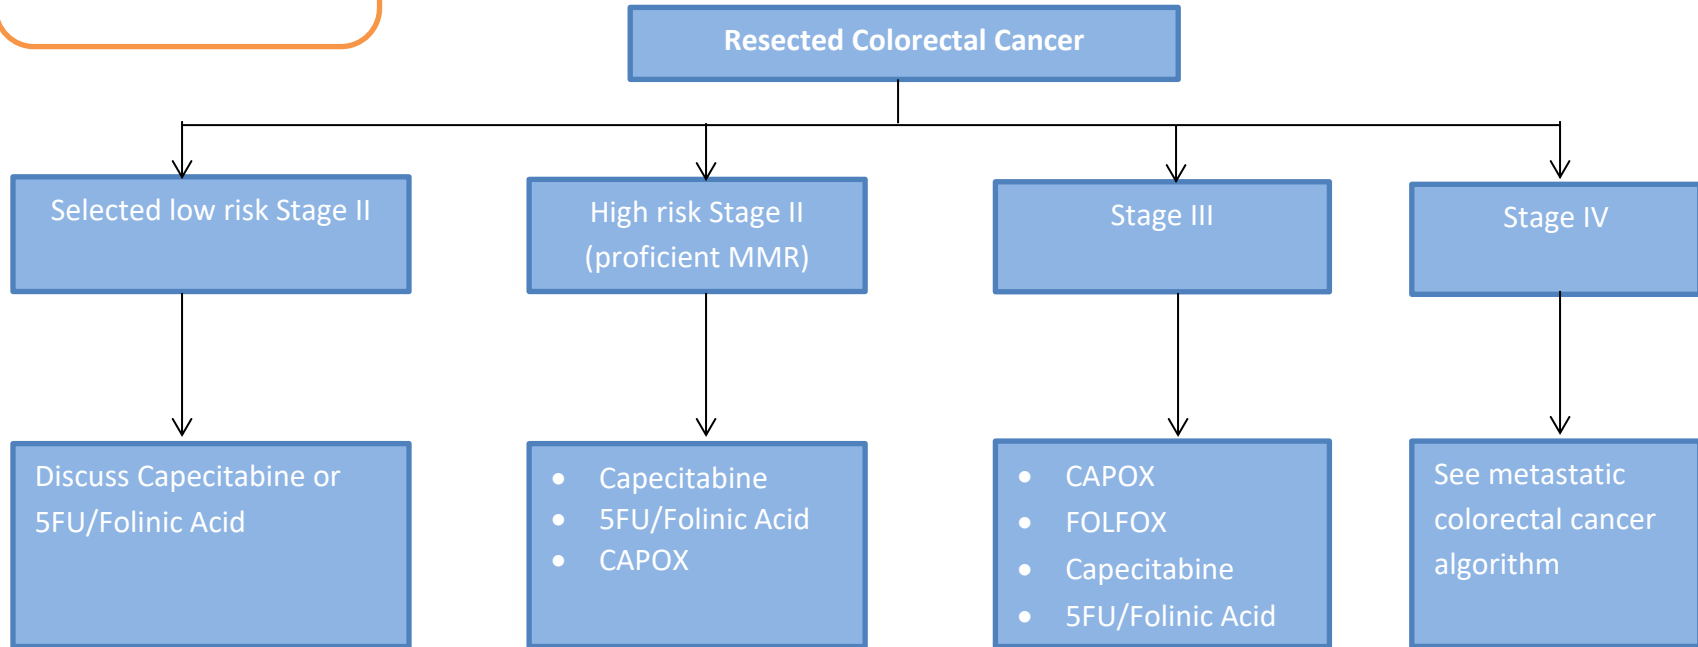 Resected Colorectal Cancer
Selected low risk Stage II
High risk Stage II
(proficient MMR)
Stage III
Stage IV
Discuss Capecitabine or
5FU/Folinic Acid
• Capecitabine
• 5FU/Folinic Acid
• CAPOX
• CAPOX
• FOLFOX
• Capecitabine
• 5FU/Folinic Acid
See metastatic
colorectal cancer
algorithm